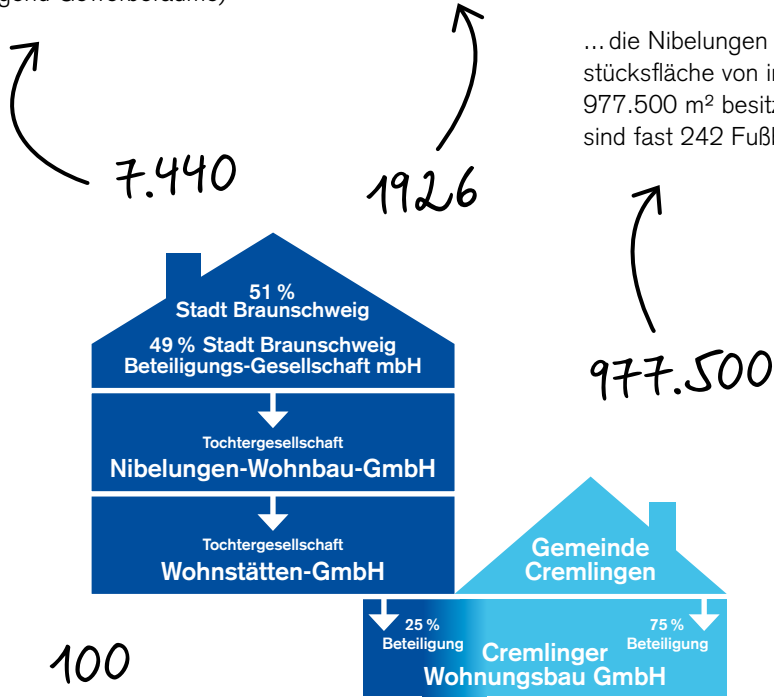 … die Nibelungen
stücksfläche von
977.500 m² besitz
sind fast 242
7.440
1926
977.500
51 %
Stadt Braunschweig
49 % Stadt Braunschweig
Beteiligungs-Gesellschaft mbH
Tochtergesellschaft
Nibelungen-Wohnbau-GmbH
Tochtergesellschaft
Wohnstätten-GmbH
Gemeinde
Cremlingen
25 %
Beteiligung
75 %
Beteiligung
Cremlinger
Wohnungsbau GmbH
100